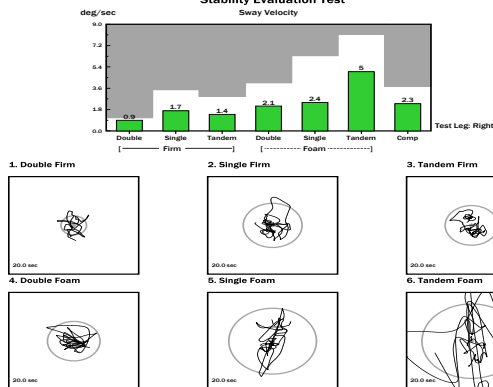 Stability Evaluation Test
deg/sec
Sway Velocity
9.0
7.2
5.4
3.6
1.8
0.0
0.9
1.7
1.4
2.1
2.4
5
2.3
Double Single Tandem Double Single Tandem Comp
Test Leg: Right
[ Firm ] [ Foam ]
1. Double Firm
20.0 sec
2. Single Firm
20.0 sec
3. Tandem Firm
20.0 sec
4. Double Foam
20.0 sec
5. Single Foam
20.0 sec
6. Tandem Foam
20.0 sec